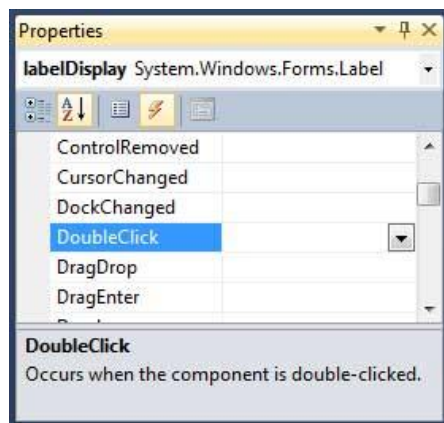 Properties
labelDisplay System.Windows.Forms.Label
A
Z
ControlRemoved
CursorChanged
DockChanged
DoubleClick
DragDrop
DragEnter
DoubleClick
Occurs when the component is double-clicked.